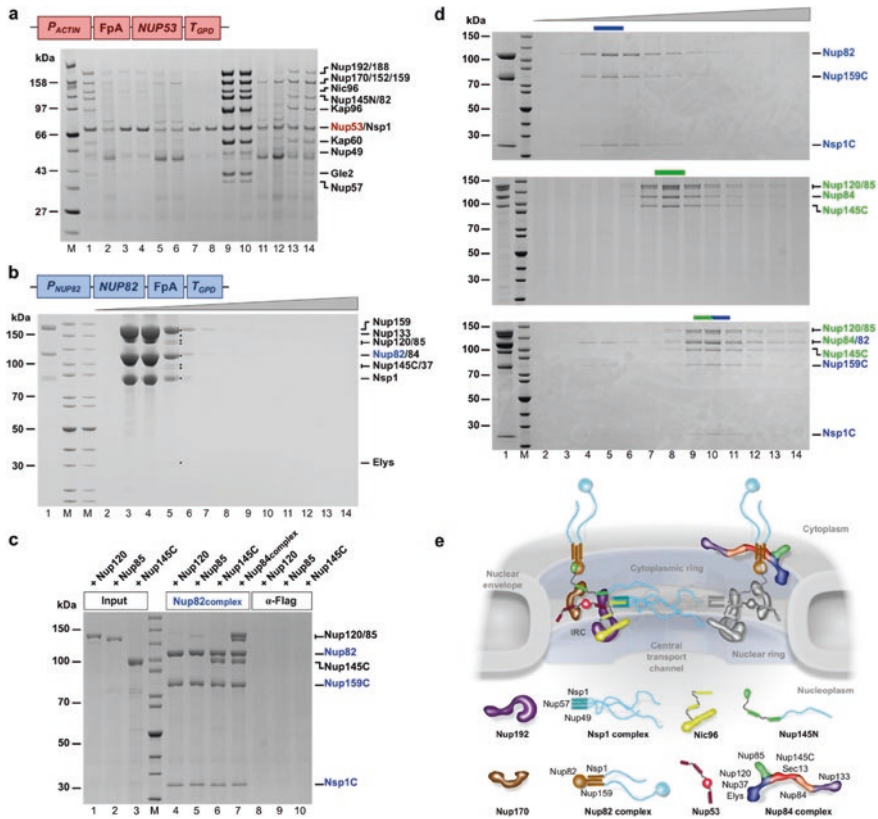 a
P_ACTIN FpA NUP53 T_GPD
kDa
158
97
66
43
27
M 1 2 3 4 5 6 7 8 9 10 11 12 13 14
Nup192/188
Nup170/152/159
Nic96
Nup145N/82
Kap96
Nup53/Nsp1
Kap60
Nup49
Gle2
Nup57
b
P_NUP82 NUP82 FpA T_GPD
kDa
150
100
70
50
30
1 M M 2 3 4 5 6 7 8 9 10 11 12 13 14
Nup159
Nup133
Nup120/85
Nup82/84
Nup145C/37
Nsp1
Elys
c
+ Nup120
+ Nup85
+ Nup145C
+ Nup120
+ Nup85
+ Nup145C
+ Nup84complex
+ Nup120
+ Nup85
+ Nup145C
Input Nup82complex α-Flag
kDa
150
100
70
50
30
1 2 3 M 4 5 6 7 8 9 10
Nup120/85
Nup82
Nup145C
Nup159C
Nsp1C
d
kDa
150
100
70
50
30
Nup82
Nup159C
Nsp1C
150
100
70
50
30
Nup120/85
Nup84
Nup145C
150
100
70
50
30
Nup120/85
Nup84/82
Nup145C
Nup159C
Nsp1C
1 M 2 3 4 5 6 7 8 9 10 11 12 13 14
e
Cytoplasm
Nuclear envelope
Cytoplasmic ring
IRC
Central transport channel
Nuclear ring
Nucleoplasm
Nup192
Nsp1
Nup57
Nup49
Nsp1 complex
Nic96
Nup145N
Nup170
Nup82
Nsp1
Nup159
Nup82 complex
Nup53
Nup85
Nup145C
Sec13
Nup120
Nup37
Elys
Nup84
Nup133
Nup84 complex